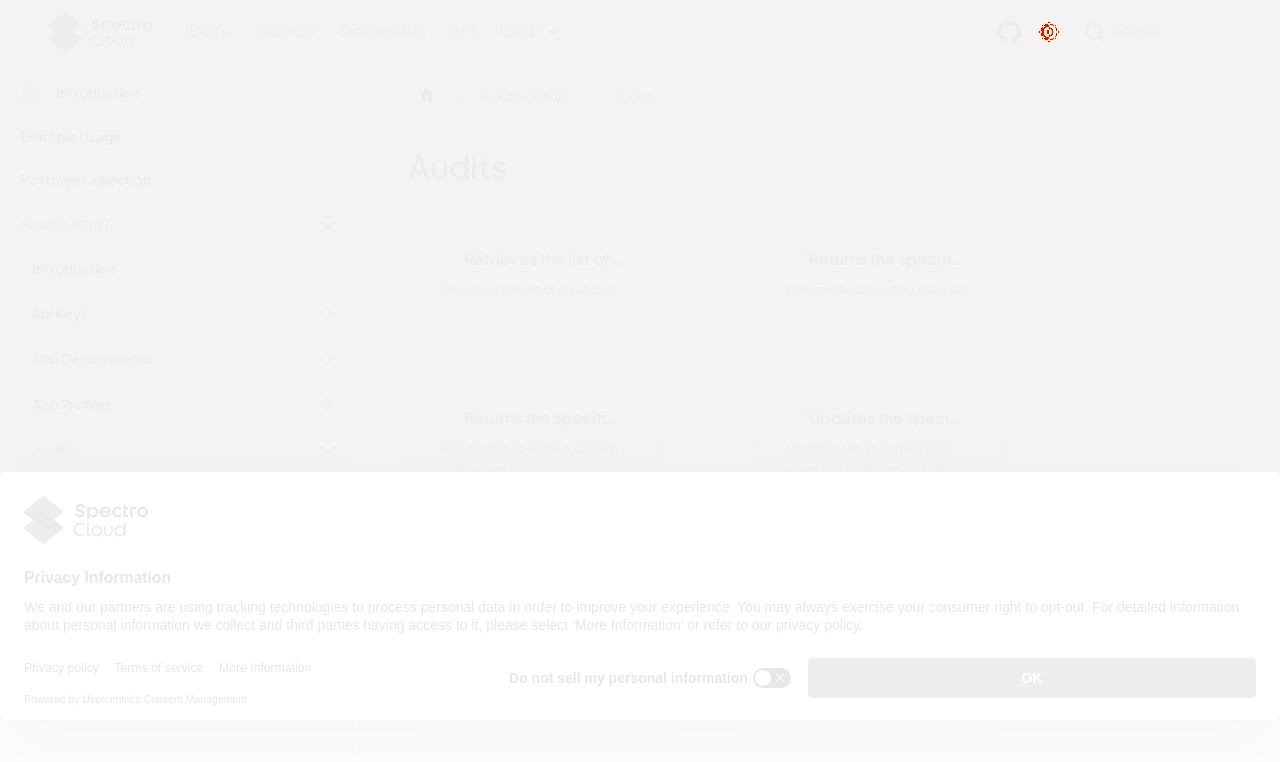 Spectro Cloud
Docs Tutorials Downloads API latest
Search
Introduction
Example Usage
Postman Collection
Palette API V1
Introduction
Api Keys
App Deployments
App Profiles
Audits
Palette API V1
Audits
Audits
Retrieves the list of ...
Retrieves the list of audit logs
Returns the specifi...
Returns the specified audit log
Returns the specifi...
Returns the specified system
Updates the speci...
Updates the specified user
message for the specified
Spectro
Cloud
Privacy Information
We and our partners are using tracking technologies to process personal data in order to improve your experience. You may always exercise your consumer right to opt-out. For detailed information
about personal information we collect and third parties having access to it, please select ‘More Information’ or refer to our privacy policy.
Privacy policy Terms of service More Information
Do not sell my personal information
OK
Powered by Usercentrics Consent Management